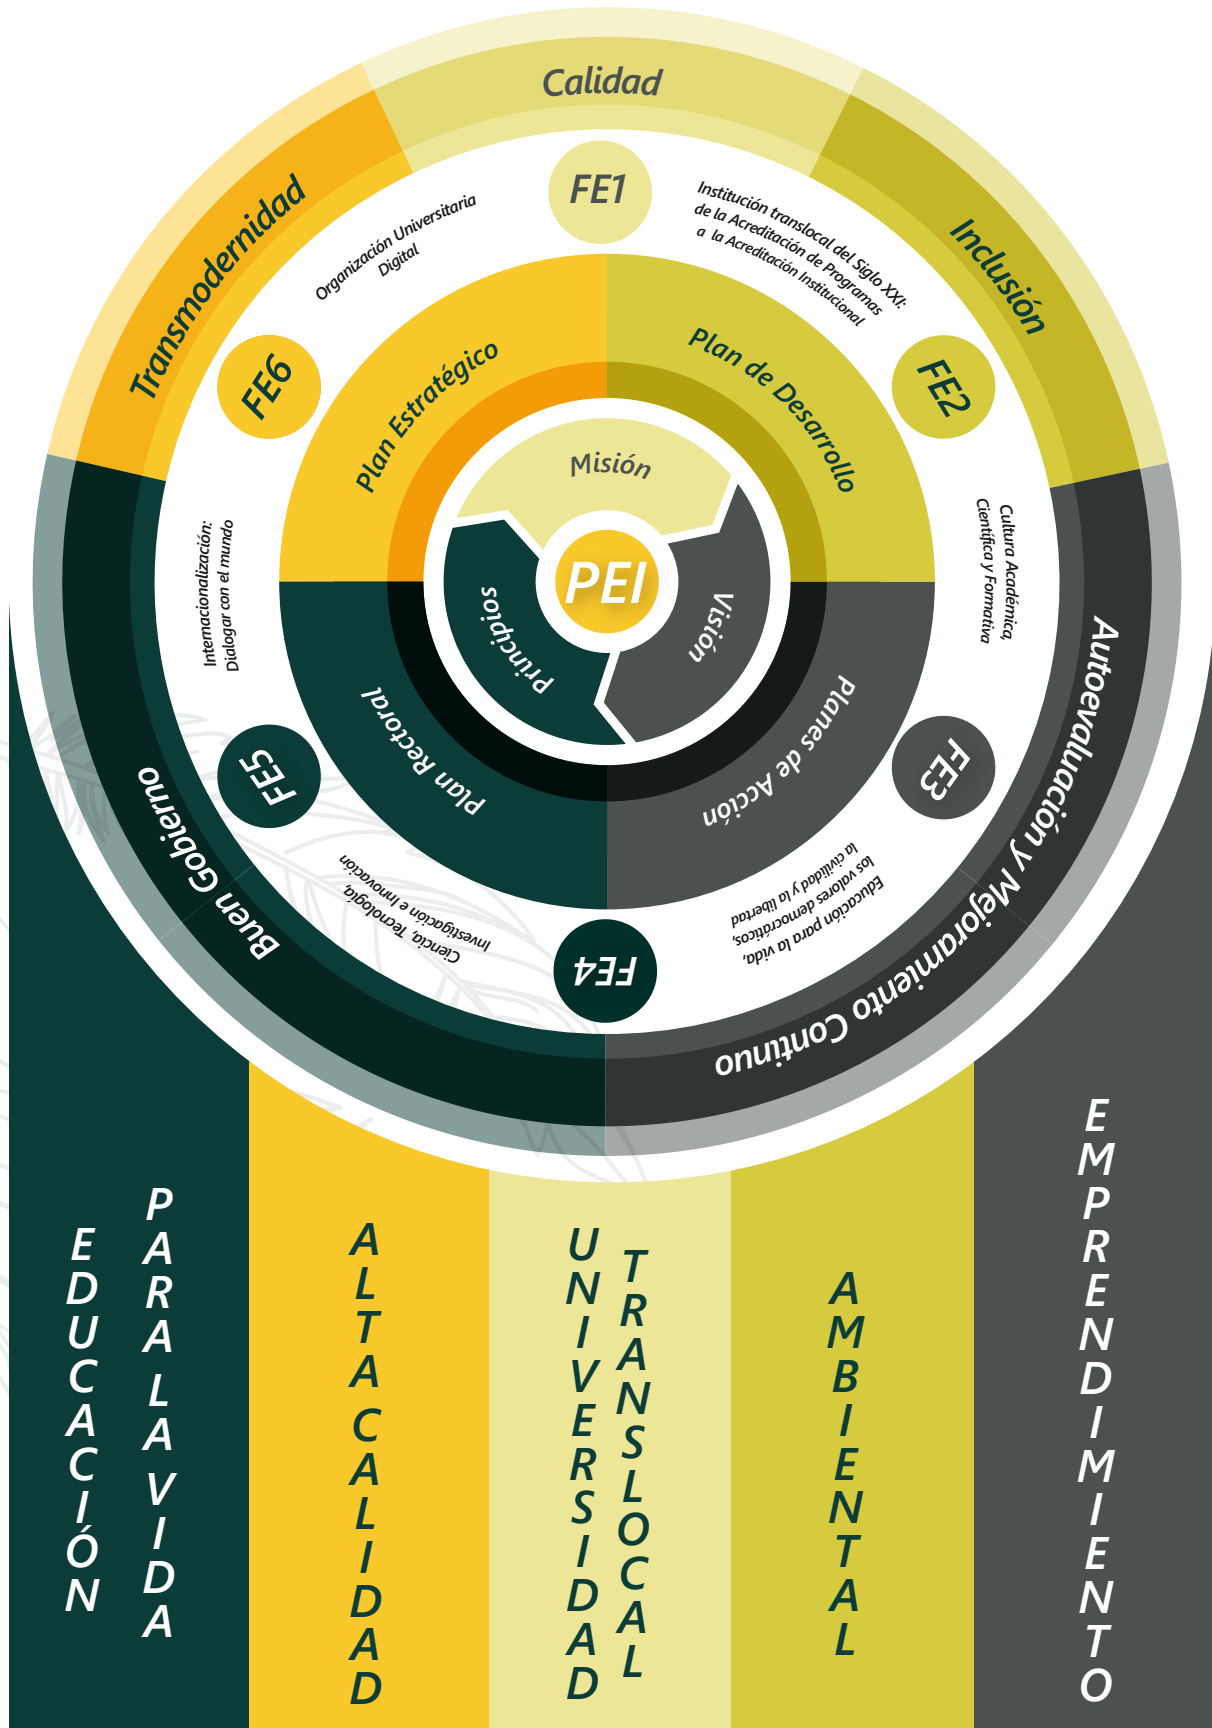 Calidad
Inclusión
Autoevaluación y Mejoramiento Continuo
Buen Gobierno
Transmodernidad
FE1
Institución translocal del Siglo XXI:
de la Acreditación de Programas
a la Acreditación Institucional
FE2
Cultura Académica,
Científica y Formativa
FE3
Educación para la vida,
los valores democráticos,
la civilidad y la libertad
FE4
Ciencia, Tecnología,
Investigación e Innovación
FE5
Internacionalización:
Dialogar con el mundo
FE6
Organización Universitaria
Digital
Plan Estratégico
Plan de Desarrollo
Planes de Acción
Plan Rectoral
Misión
Visión
Principios
PEI
EDUCACIÓN
PARA LA VIDA
ALTA CALIDAD
UNIVERSIDAD
TRANSLOCAL
AMBIENTAL
EMPRENDIMIENTO